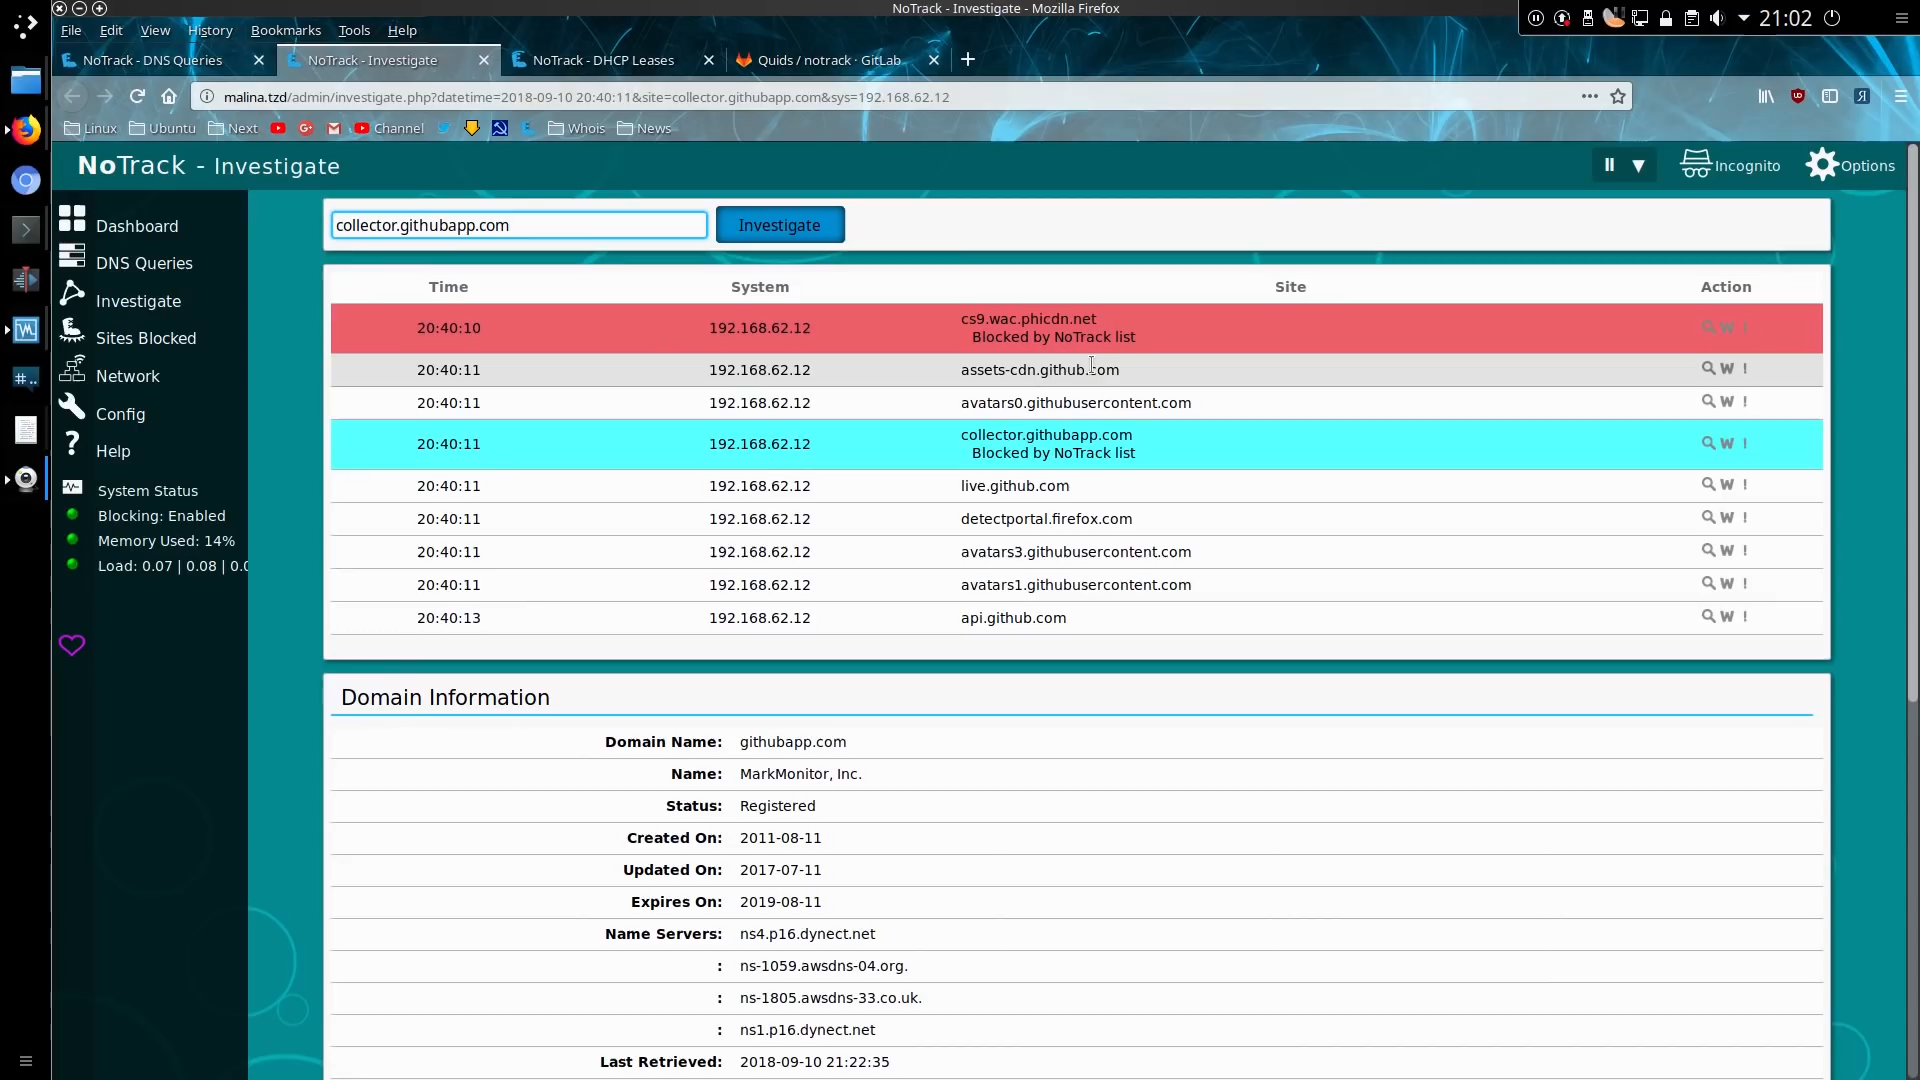 NoTrack - Investigate - Mozilla Firefox
21:02
File Edit View History Bookmarks Tools Help
NoTrack - DNS Queries NoTrack - Investigate NoTrack - DHCP Leases Quids / notrack · GitLab
malina.tzd/admin/investigate.php?datetime=2018-09-10 20:40:11&site=collector.githubapp.com&sys=192.168.62.12
Linux Ubuntu Next Channel Whois News
NoTrack - Investigate
Incognito Options
Dashboard
DNS Queries
Investigate
Sites Blocked
Network
Config
Help
System Status
Blocking: Enabled
Memory Used: 14%
Load: 0.07 | 0.08 | 0.0
collector.githubapp.com Investigate
Time System Site Action
20:40:10 192.168.62.12 cs9.wac.phicdn.net W !
Blocked by NoTrack list
20:40:11 192.168.62.12 assets-cdn.github.com W !
20:40:11 192.168.62.12 avatars0.githubusercontent.com W !
20:40:11 192.168.62.12 collector.githubapp.com W !
Blocked by NoTrack list
20:40:11 192.168.62.12 live.github.com W !
20:40:11 192.168.62.12 detectportal.firefox.com W !
20:40:11 192.168.62.12 avatars3.githubusercontent.com W !
20:40:11 192.168.62.12 avatars1.githubusercontent.com W !
20:40:13 192.168.62.12 api.github.com W !
Domain Information
Domain Name: githubapp.com
Name: MarkMonitor, Inc.
Status: Registered
Created On: 2011-08-11
Updated On: 2017-07-11
Expires On: 2019-08-11
Name Servers: ns4.p16.dynect.net
: ns-1059.awsdns-04.org.
: ns-1805.awsdns-33.co.uk.
: ns1.p16.dynect.net
Last Retrieved: 2018-09-10 21:22:35